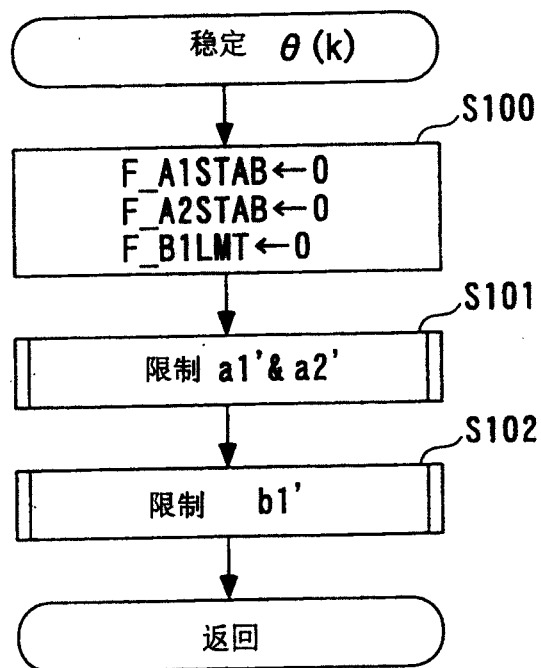 稳定 θ(k)
S100
F_A1STAB←0
F_A2STAB←0
F_B1LMT←0
S101
限制 a1'& a2'
S102
限制 b1'
返回